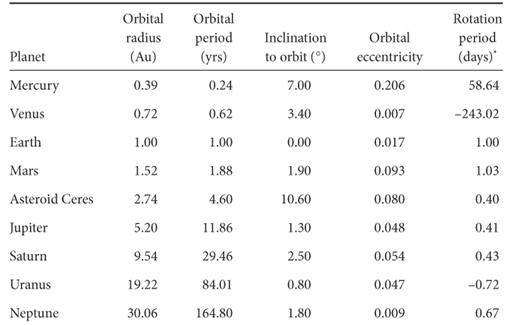 Planet Orbital radius (Au) Orbital period (yrs) Inclination to orbit (°) Orbital eccentricity Rotation period (days)*
Mercury 0.39 0.24 7.00 0.206 58.64
Venus 0.72 0.62 3.40 0.007 –243.02
Earth 1.00 1.00 0.00 0.017 1.00
Mars 1.52 1.88 1.90 0.093 1.03
Asteroid Ceres 2.74 4.60 10.60 0.080 0.40
Jupiter 5.20 11.86 1.30 0.048 0.41
Saturn 9.54 29.46 2.50 0.054 0.43
Uranus 19.22 84.01 0.80 0.047 –0.72
Neptune 30.06 164.80 1.80 0.009 0.67